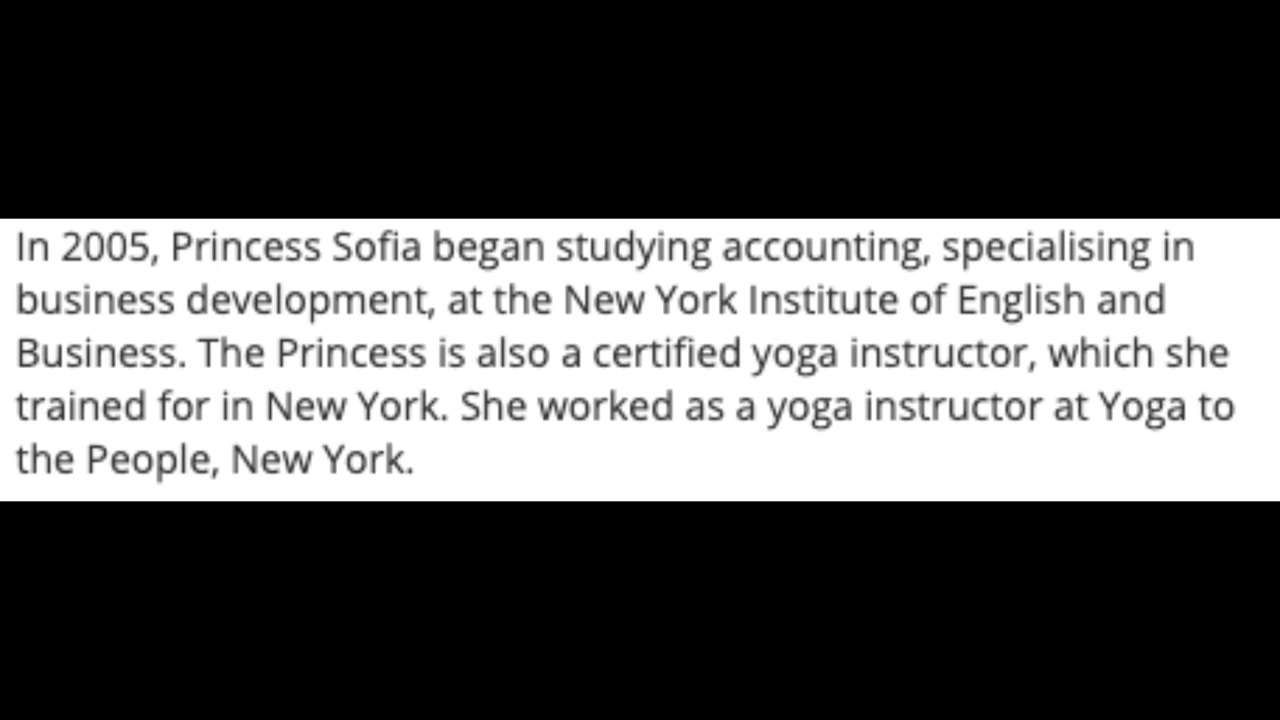 In 2005, Princess Sofia began studying accounting, specialising in
business development, at the New York Institute of English and
Business. The Princess is also a certified yoga instructor, which she
trained for in New York. She worked as a yoga instructor at Yoga to
the People, New York.